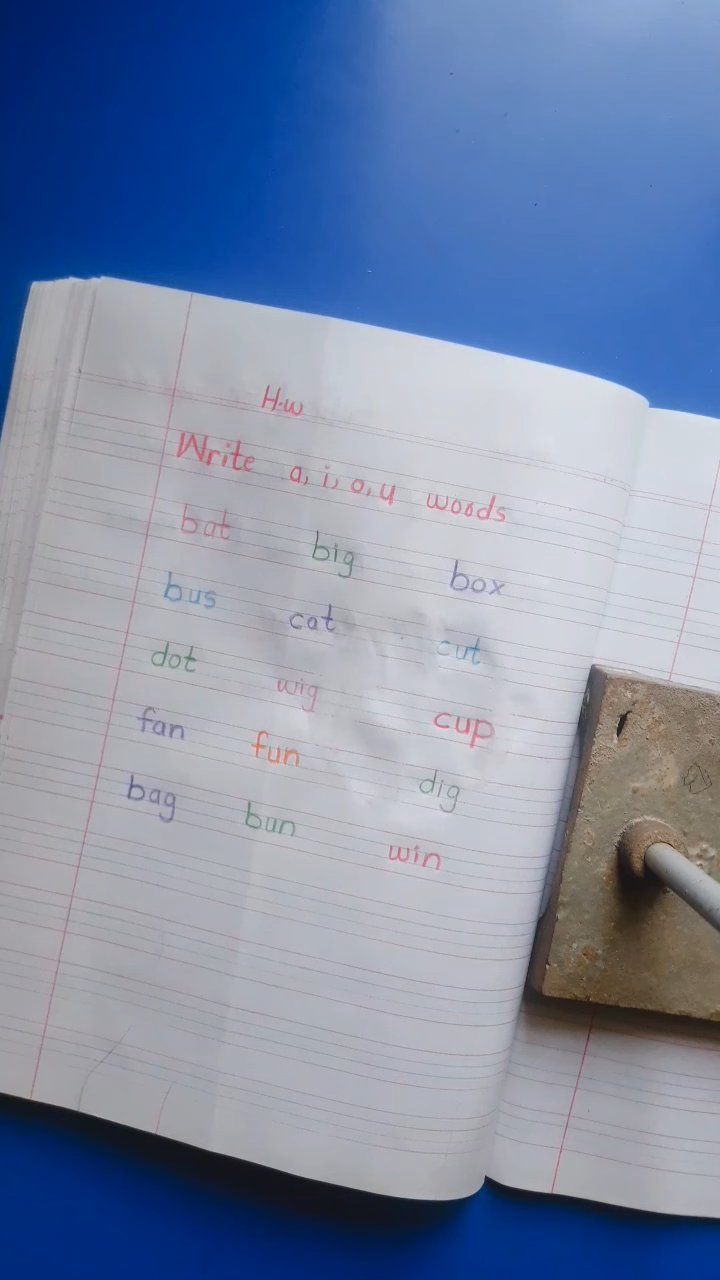 H.w
Write a, i, o, u woods
bat big box
bus cat cut
dot wig cup
fan fun dig
bag bun win